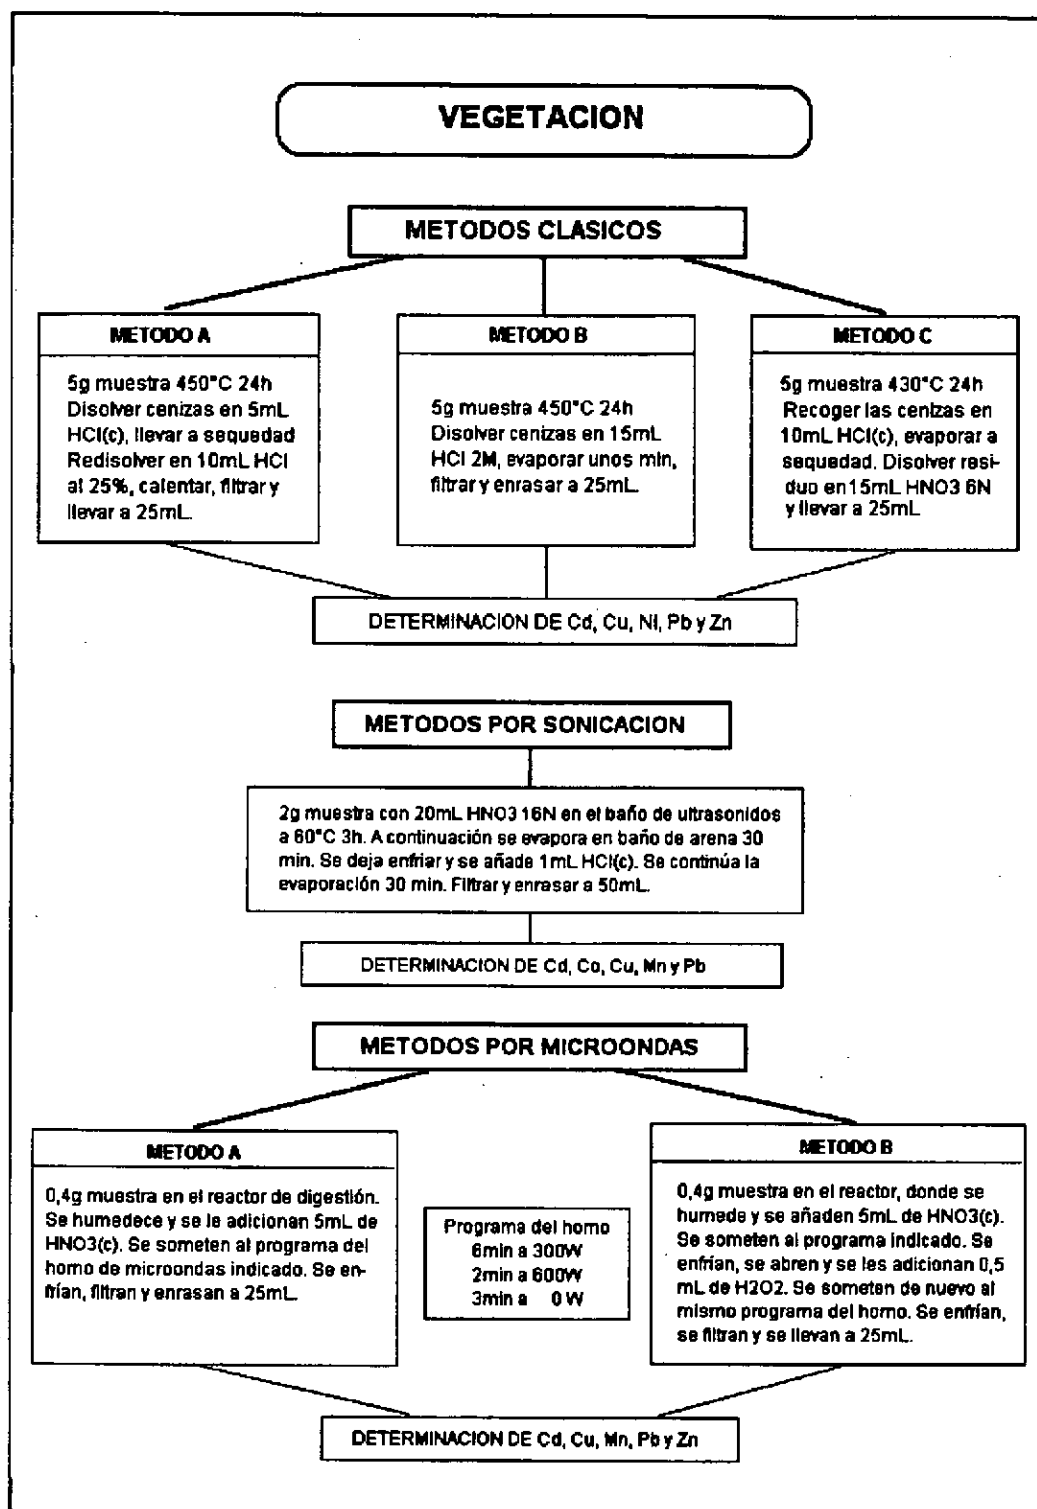 VEGETACION
METODOS CLASICOS
METODO A
5g muestra 450°C 24h
Disolver cenizas en 5mL
HCl(c), llevar a sequedad
Redisolver en 10mL HCl
al 25%, calentar, filtrar y
llevar a 25mL.
METODO B
5g muestra 450°C 24h
Disolver cenizas en 15mL
HCl 2M, evaporar unos min,
filtrar y enrasar a 25mL.
METODO C
5g muestra 430°C 24h
Recoger las cenizas en
10mL HCl(c), evaporar a
sequedad. Disolver resi-
duo en 15mL HNO3 6N
y llevar a 25mL
DETERMINACION DE Cd, Cu, Ni, Pb y Zn
METODOS POR SONICACION
2g muestra con 20mL HNO3 16N en el baño de ultrasonidos
a 60°C 3h. A continuación se evapora en baño de arena 30
min. Se deja enfriar y se añade 1mL HCl(c). Se continúa la
evaporación 30 min. Filtrar y enrasar a 50mL.
DETERMINACION DE Cd, Co, Cu, Mn y Pb
METODOS POR MICROONDAS
METODO A
0,4g muestra en el reactor de digestión.
Se humedece y se le adicionan 5mL de
HNO3(c). Se someten al programa del
horno de microondas indicado. Se en-
frían, filtran y enrasan a 25mL.
Programa del horno
6min a 300W
2min a 600W
3min a 0 W
METODO B
0,4g muestra en el reactor, donde se
humede y se añaden 5mL de HNO3(c).
Se someten al programa indicado. Se
enfrían, se abren y se les adicionan 0,5
mL de H2O2. Se someten de nuevo al
mismo programa del horno. Se enfrían,
se filtran y se llevan a 25mL.
DETERMINACION DE Cd, Cu, Mn, Pb y Zn